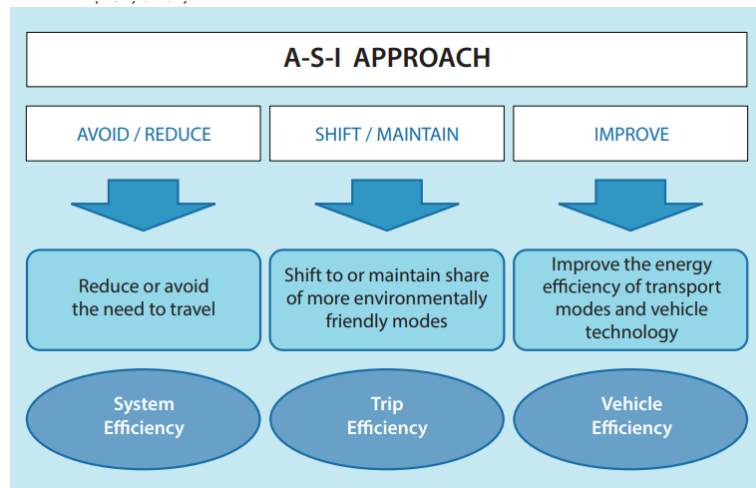 A-S-I APPROACH
AVOID / REDUCE
SHIFT / MAINTAIN
IMPROVE
Reduce or avoid
the need to travel
Shift to or maintain share
of more environmentally
friendly modes
Improve the energy
efficiency of transport
modes and vehicle
technology
System
Efficiency
Trip
Efficiency
Vehicle
Efficiency